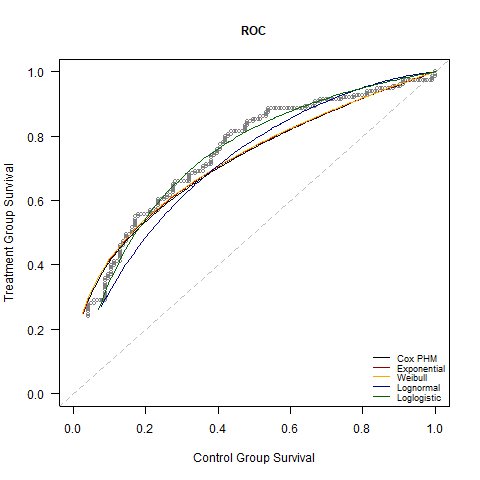 ROC
Treatment Group Survival
1.0
0.8
0.6
0.4
0.2
0.0
Cox PHM
Exponential
Weibull
Lognormal
Loglogistic
0.0 0.2 0.4 0.6 0.8 1.0
Control Group Survival